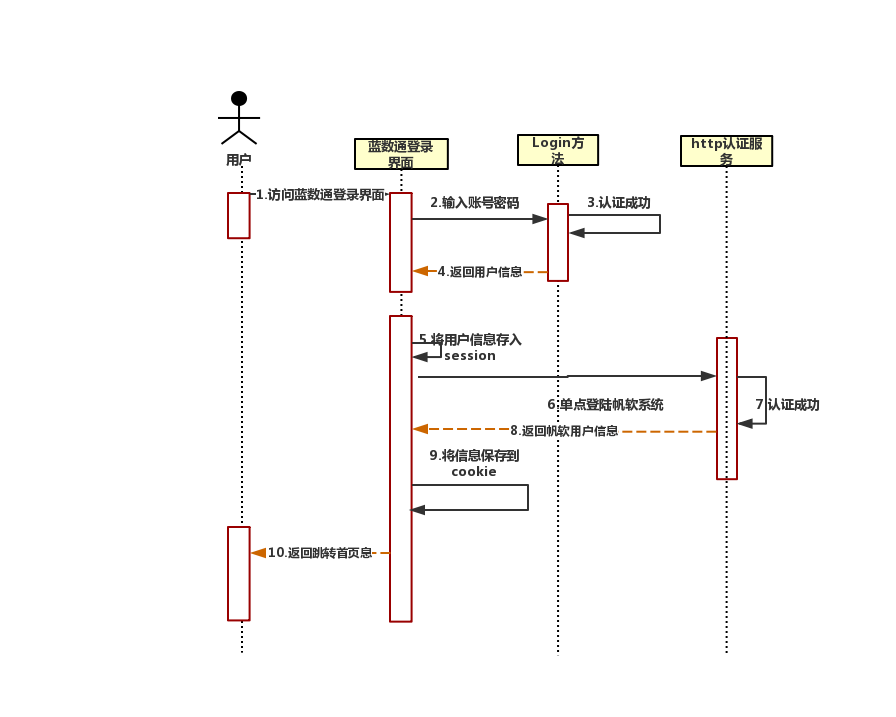 用户
蓝数通登录
界面
Login方
法
http认证服
务
1.访问蓝数通登录界面
2.输入账号密码
3.认证成功
4.返回用户信息
5.将用户信息存入
session
6.单点登陆帆软系统
7.认证成功
8.返回帆软用户信息
9.将信息保存到
cookie
10.返回跳转首页息